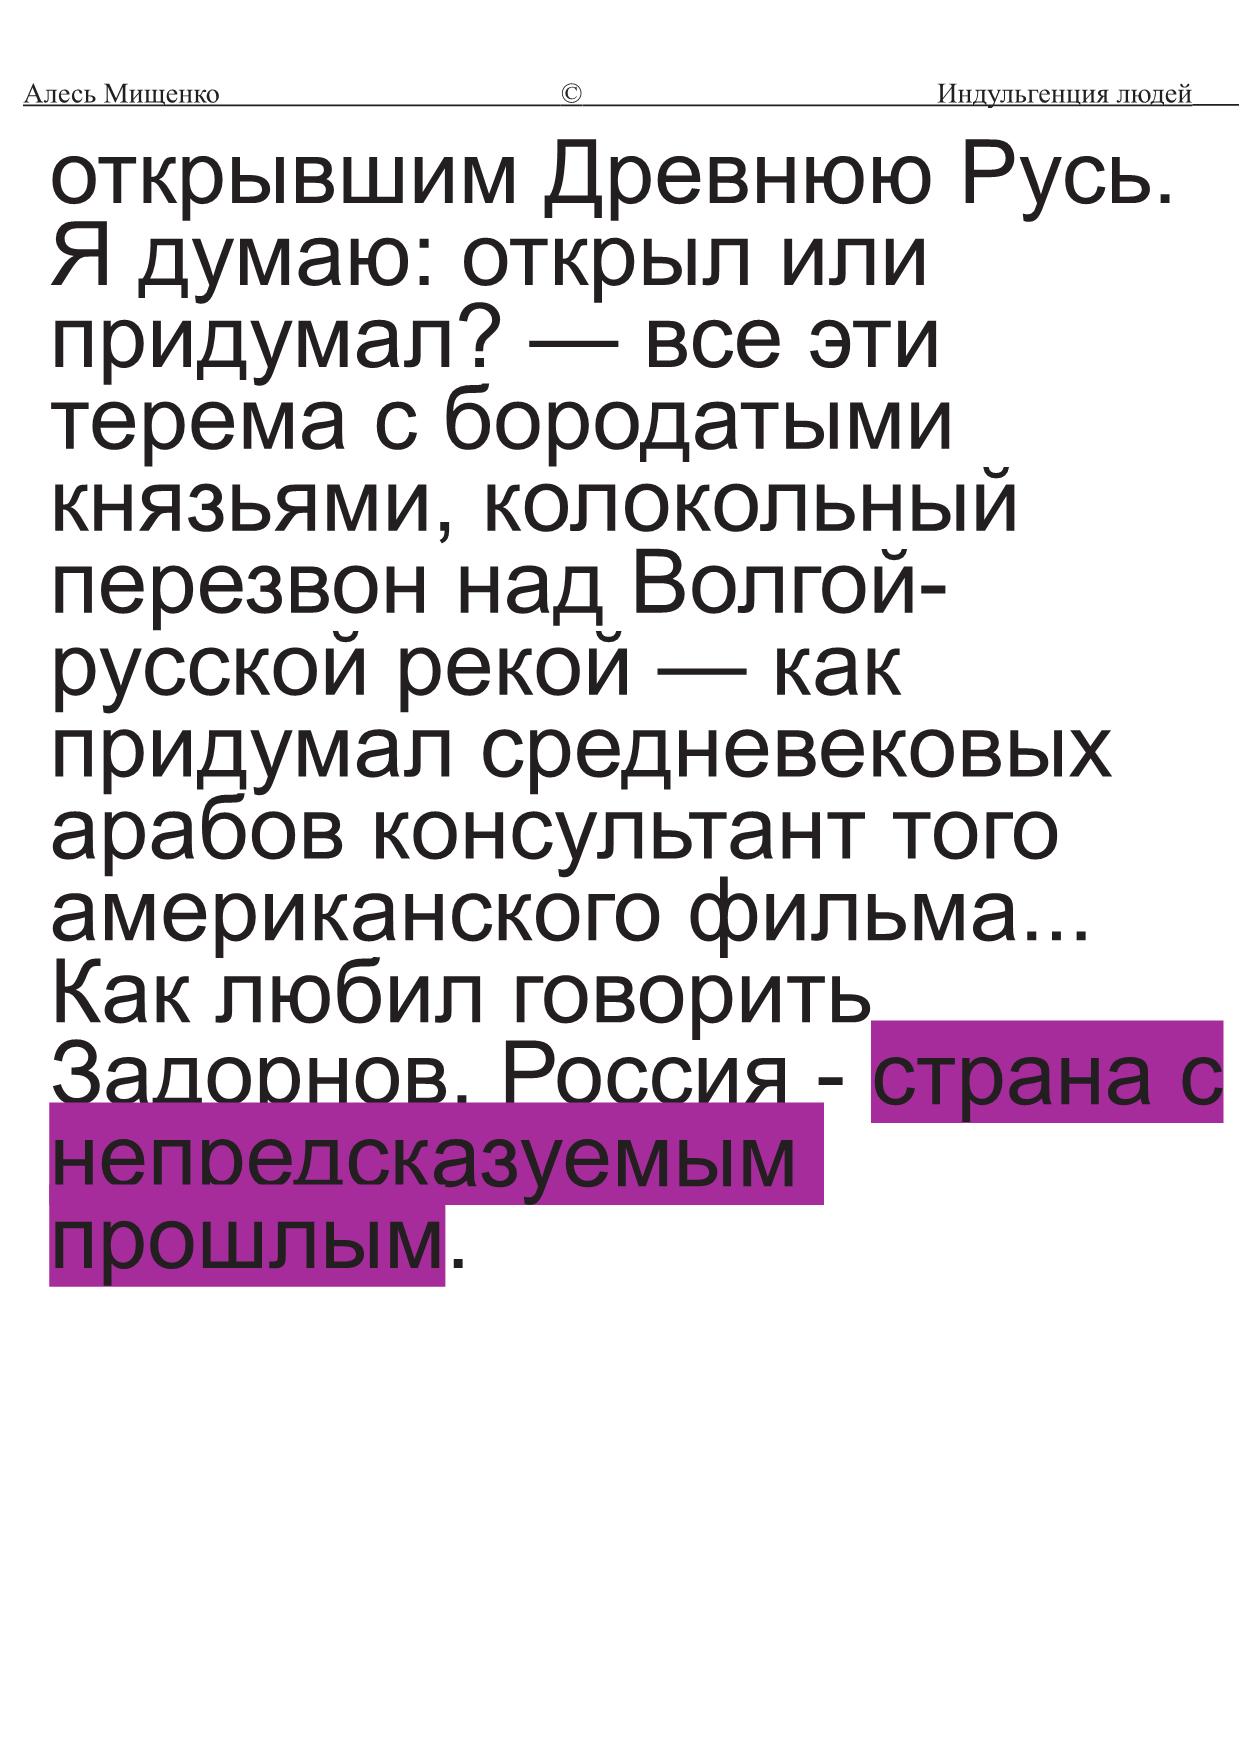 Алесь Мищенко © Индульгенция людей
открывшим Древнюю Русь.
Я думаю: открыл или
придумал? — все эти
терема с бородатыми
князьями, колокольный
перезвон над Волгой-
русской рекой — как
придумал средневековых
арабов консультант того
американского фильма...
Как любил говорить
Задорнов, Россия - страна с
непредсказуемым
прошлым.